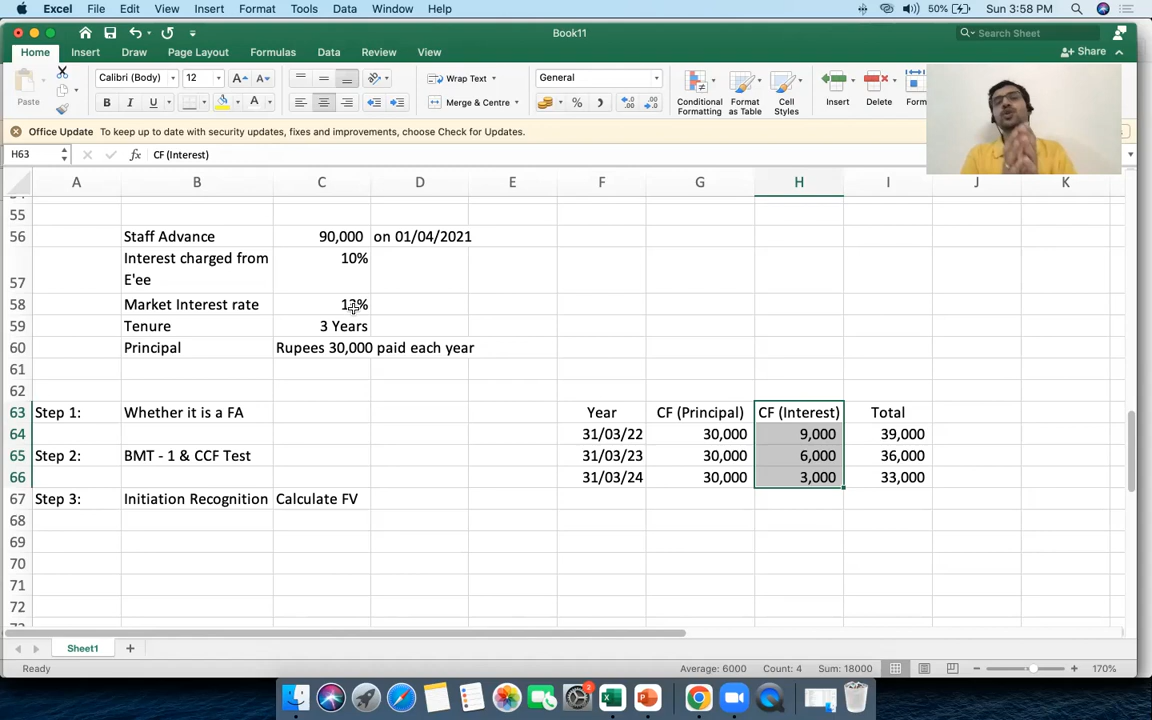 Excel File Edit View Insert Format Tools Data Window Help 50% Sun 3:58 PM
Book11 Search Sheet
Home Insert Draw Page Layout Formulas Data Review View Share
Paste Calibri (Body) 12 A A Wrap Text General
B I U A Merge & Centre % Conditional Formatting Format as Table Cell Styles Insert Delete Form
Office Update To keep up to date with security updates, fixes and improvements, choose Check for Updates.
H63 fx CF (Interest)
A B C D E F G H I J K
55
56 Staff Advance 90,000 on 01/04/2021
57 Interest charged from E'ee 10%
58 Market Interest rate
59 Tenure 3 Years
60 Principal Rupees 30,000 paid each year
61
62
63 Step 1: Whether it is a FA Year CF (Principal) CF (Interest) Total
64 31/03/22 30,000 9,000 39,000
65 Step 2: BMT - 1 & CCF Test 31/03/23 30,000 6,000 36,000
66 31/03/24 30,000 3,000 33,000
67 Step 3: Initiation Recognition Calculate FV
68
69
70
71
72
Sheet1
Ready Average: 6000 Count: 4 Sum: 18000 170%
2